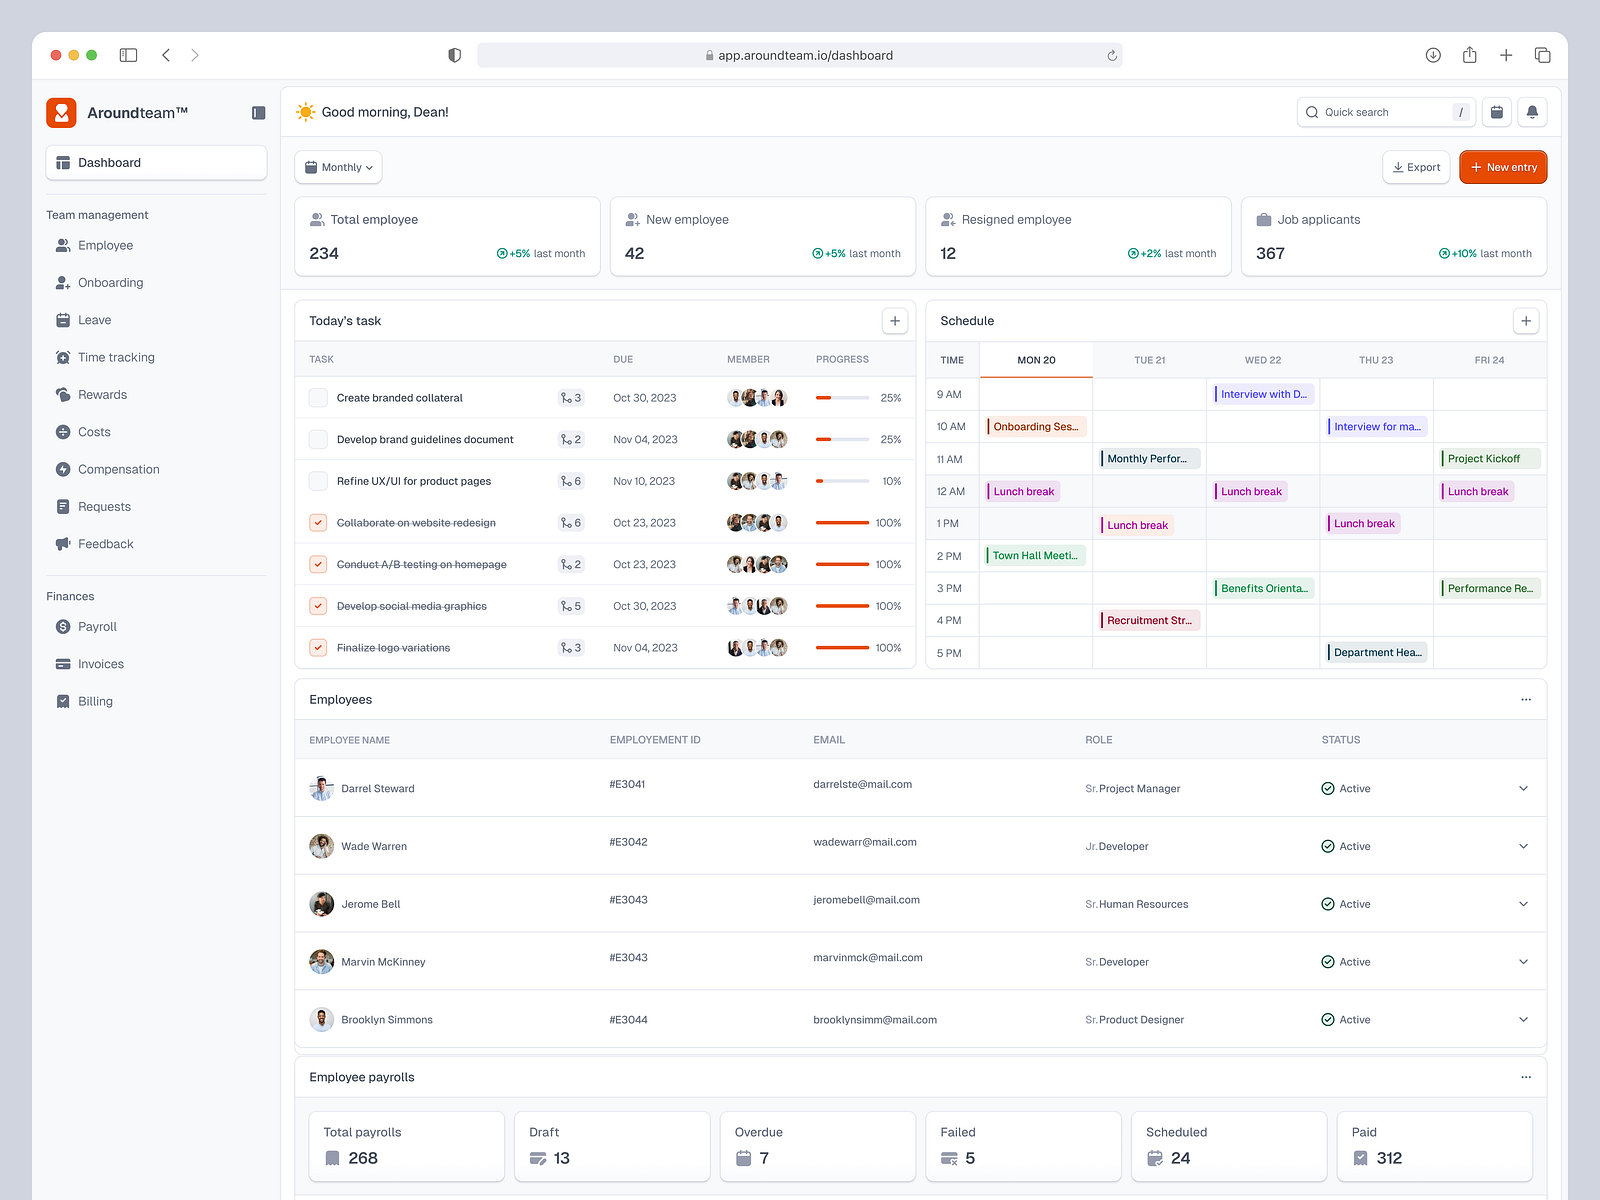 app.aroundteam.io/dashboard
Aroundteam™
Good morning, Dean!
Quick search /
Dashboard
Monthly
Export
New entry
Team management
Employee
Onboarding
Leave
Time tracking
Rewards
Costs
Compensation
Requests
Feedback
Finances
Payroll
Invoices
Billing
Total employee
234 +5% last month
New employee
42 +5% last month
Resigned employee
12 +2% last month
Job applicants
367 +10% last month
Today's task
TASK DUE MEMBER PROGRESS
Create branded collateral 3 Oct 30, 2023 25%
Develop brand guidelines document 2 Nov 04, 2023 25%
Refine UX/UI for product pages 6 Nov 10, 2023 10%
Collaborate on website redesign 6 Oct 23, 2023 100%
Conduct A/B testing on homepage 2 Oct 23, 2023 100%
Develop social media graphics 5 Oct 30, 2023 100%
Finalize logo variations 3 Nov 04, 2023 100%
Schedule
TIME MON 20 TUE 21 WED 22 THU 23 FRI 24
9 AM Interview with D...
10 AM Onboarding Ses... Interview for ma...
11 AM Monthly Perfor... Project Kickoff
12 AM Lunch break Lunch break Lunch break
1 PM Lunch break Lunch break
2 PM Town Hall Meeti...
3 PM Benefits Orienta... Performance Re...
4 PM Recruitment Str...
5 PM Department Hea...
Employees
EMPLOYEE NAME EMPLOYEMENT ID EMAIL ROLE STATUS
Darrel Steward #E3041 darrelste@mail.com Sr.Project Manager Active
Wade Warren #E3042 wadewarr@mail.com Jr.Developer Active
Jerome Bell #E3043 jeromebell@mail.com Sr.Human Resources Active
Marvin McKinney #E3043 marvinmck@mail.com Sr.Developer Active
Brooklyn Simmons #E3044 brooklynsimm@mail.com Sr.Product Designer Active
Employee payrolls
Total payrolls
268
Draft
13
Overdue
7
Failed
5
Scheduled
24
Paid
312